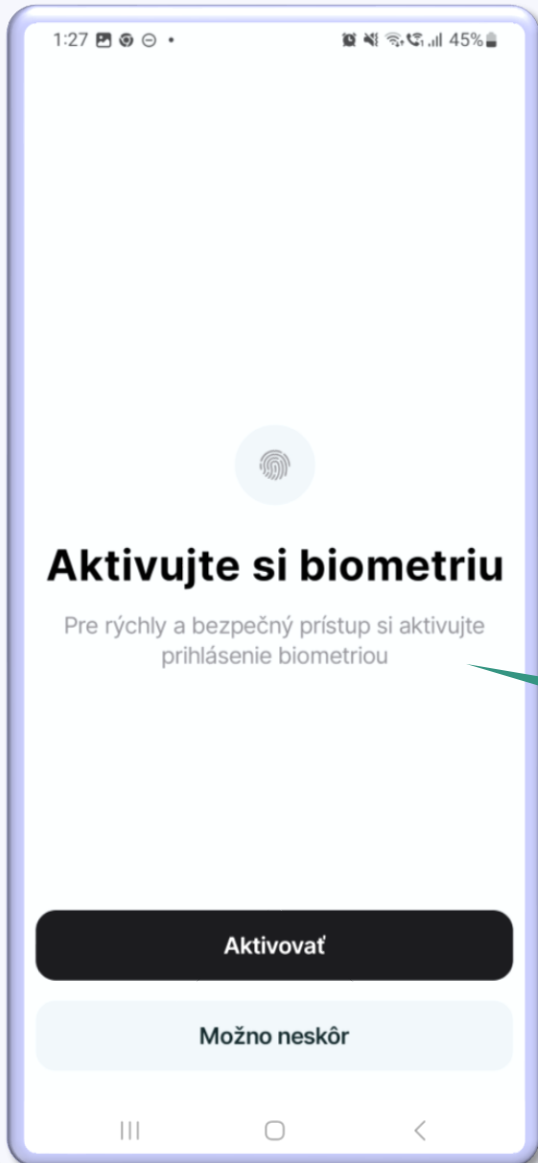 1:27
45%
Aktivujte si biometriu
Pre rýchly a bezpečný prístup si aktivujte
prihlásenie biometriou
Aktivovať
Možno neskôr